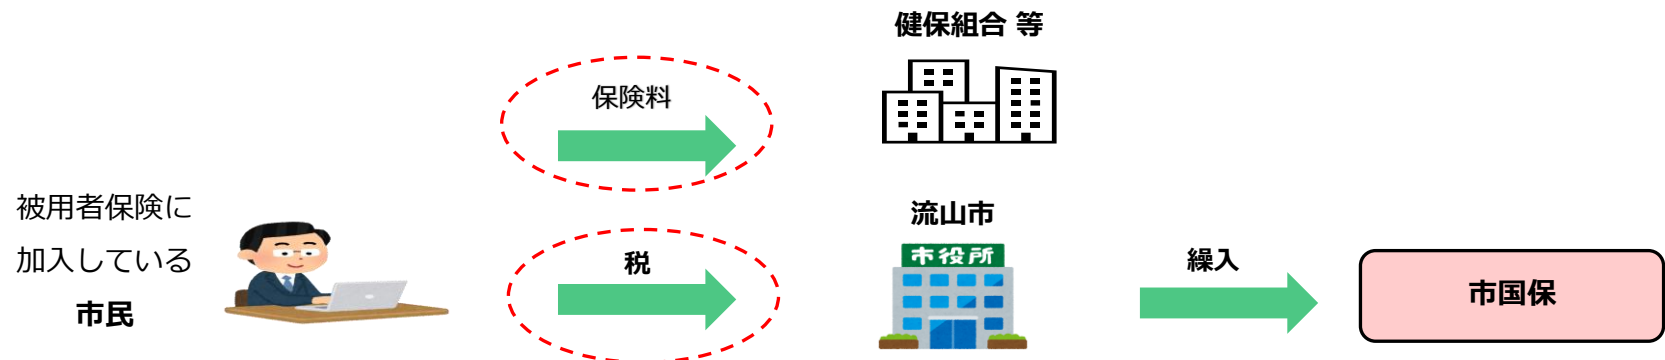 健保組合 等
保険料
被用者保険に
加入している
市民
税
流山市
市役所
繰入
市国保